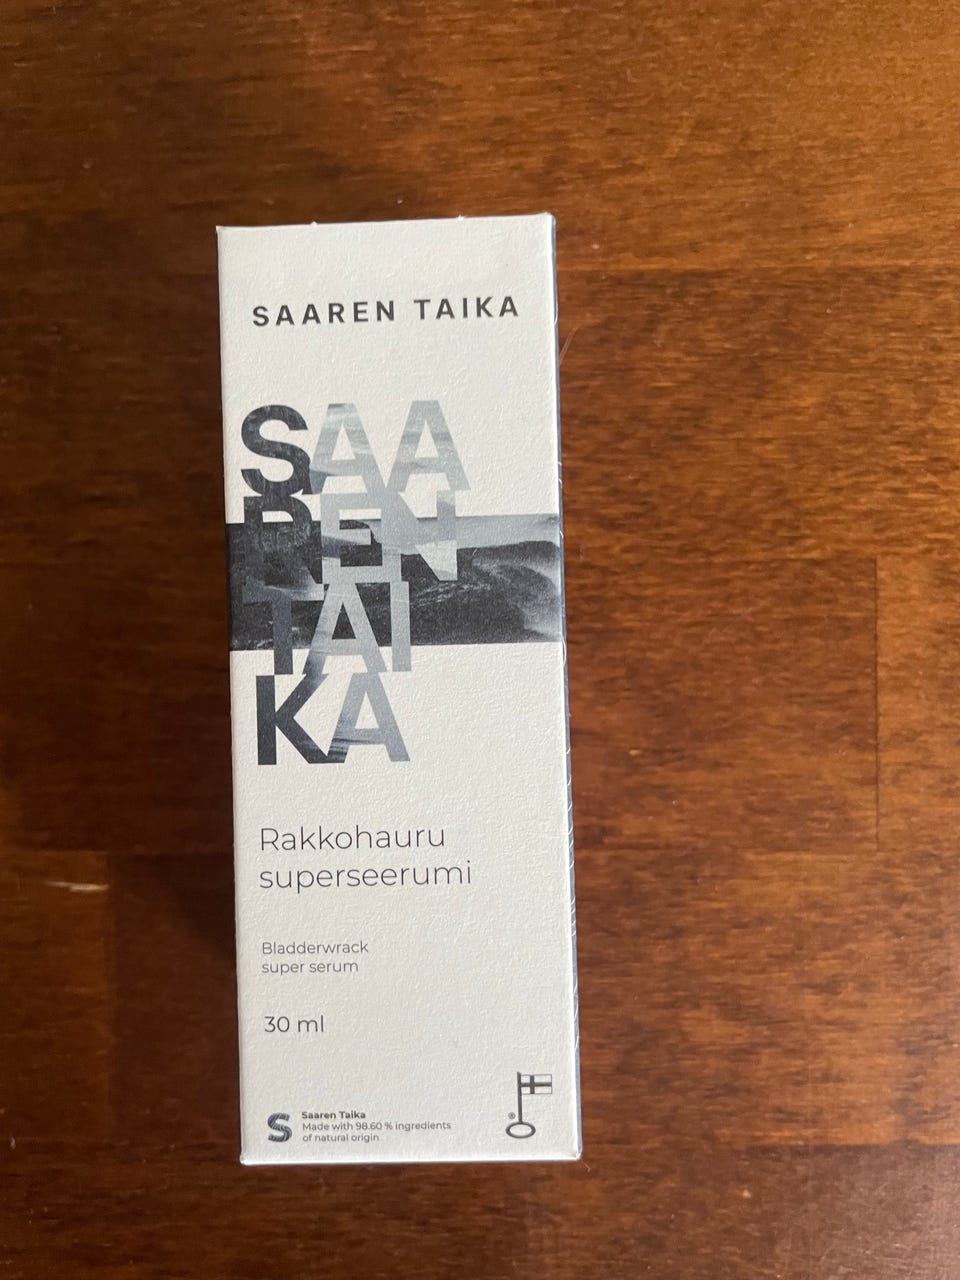 SAAREN TAIKA
SAA
REN
TAI
KA
Rakkohauru
superseerumi
Bladderwrack
super serum
30 ml
S
Saaren Taika
Made with 98.60 % ingredients
of natural origin
®